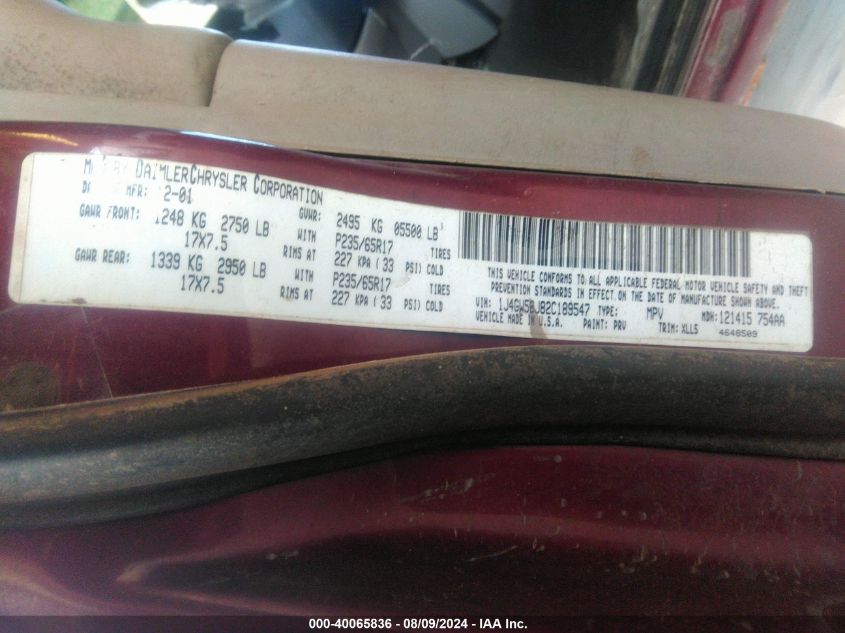 DAIMLERCHRYSLER CORPORATION
MFR: 2-01
GAWR FRONT: 1248 KG 2750 LB
17X7.5
GAWR REAR: 1339 KG 2950 LB
17X7.5
GVWR: 2495 KG 05500 LB
WITH P235/65R17 TIRES
RIMS AT 227 KPA ( 33 PSI) COLD
WITH P235/65R17 TIRES
RIMS AT 227 KPA ( 33 PSI) COLD
THIS VEHICLE CONFORMS TO ALL APPLICABLE FEDERAL MOTOR VEHICLE SAFETY AND THEFT
PREVENTION STANDARDS IN EFFECT ON THE DATE OF MANUFACTURE SHOWN ABOVE.
VIN: TYPE: MPV MDH: 121415 754AA
VEHICLE MADE IN U.S.A. PAINT: PRV TRIM: XLL5 4648509
000-40065836 - 08/09/2024 - IAA Inc.